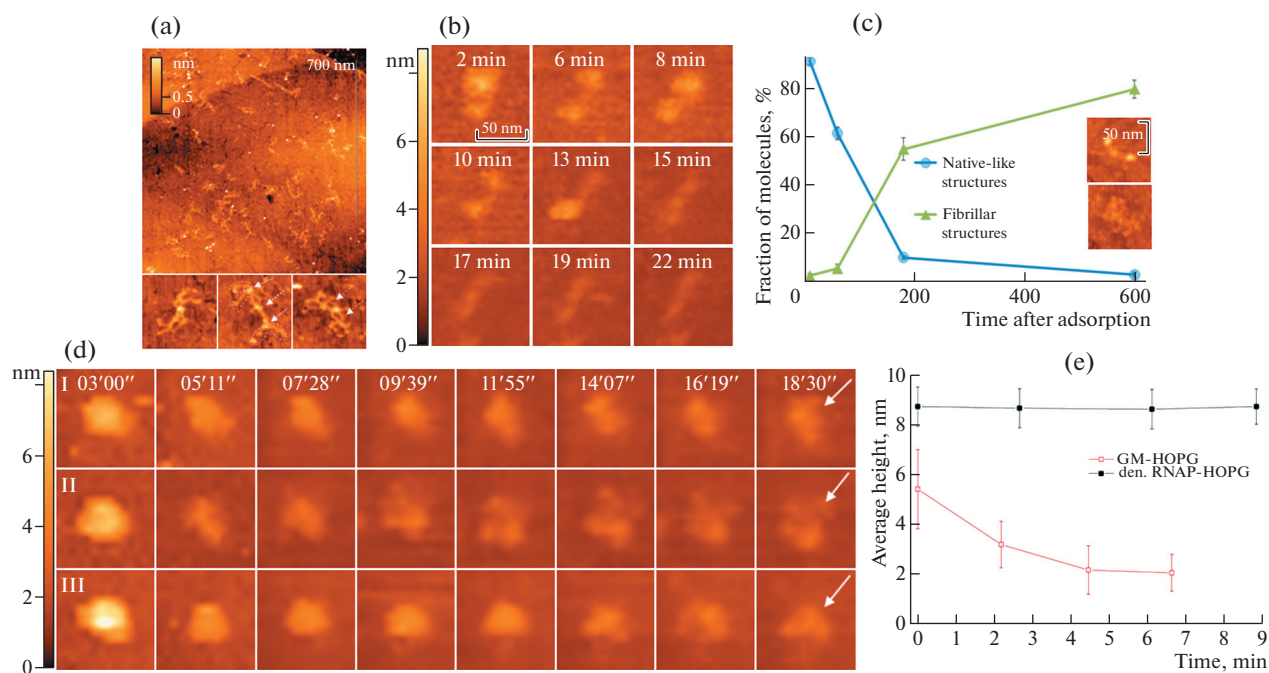 (a)
nm
0.5
0
700 nm
(b)
nm
6
4
2
0
2 min
6 min
8 min
50 nm
10 min
13 min
15 min
17 min
19 min
22 min
(c)
Fraction of molecules, %
80
60
40
20
0
200
400
600
Time after adsorption
Native-like
structures
Fibrillar
structures
50 nm
(d)
nm
6
4
2
0
I
03′00′′
05′11′′
07′28′′
09′39′′
11′55′′
14′07′′
16′19′′
18′30′′
II
III
(e)
Average height, nm
10
8
6
4
2
0
GM-HOPG
den. RNAP-HOPG
0 1 2 3 4 5 6 7 8 9
Time, min